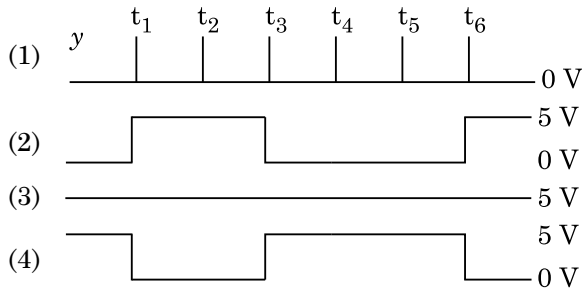 t1 t2 t3 t4 t5 t6
y
(1) 0 V
5 V
(2) 0 V
(3) 5 V
5 V
(4) 0 V